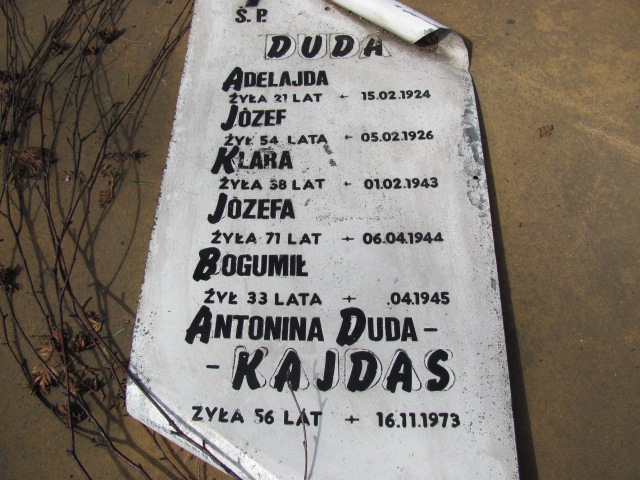 Ś. P.
DUDA
ADELAJDA
ŻYŁA 21 LAT + 15.02.1924
JÓZEF
ŻYŁ 54 LATA + 05.02.1926
KLARA
ŻYŁA 38 LAT + 01.02.1943
JÓZEFA
ŻYŁA 71 LAT + 06.04.1944
BOGUMIŁ
ŻYŁ 33 LATA + .04.1945
ANTONINA DUDA –
– KAJDAS
ŻYŁA 56 LAT + 16.11.1973